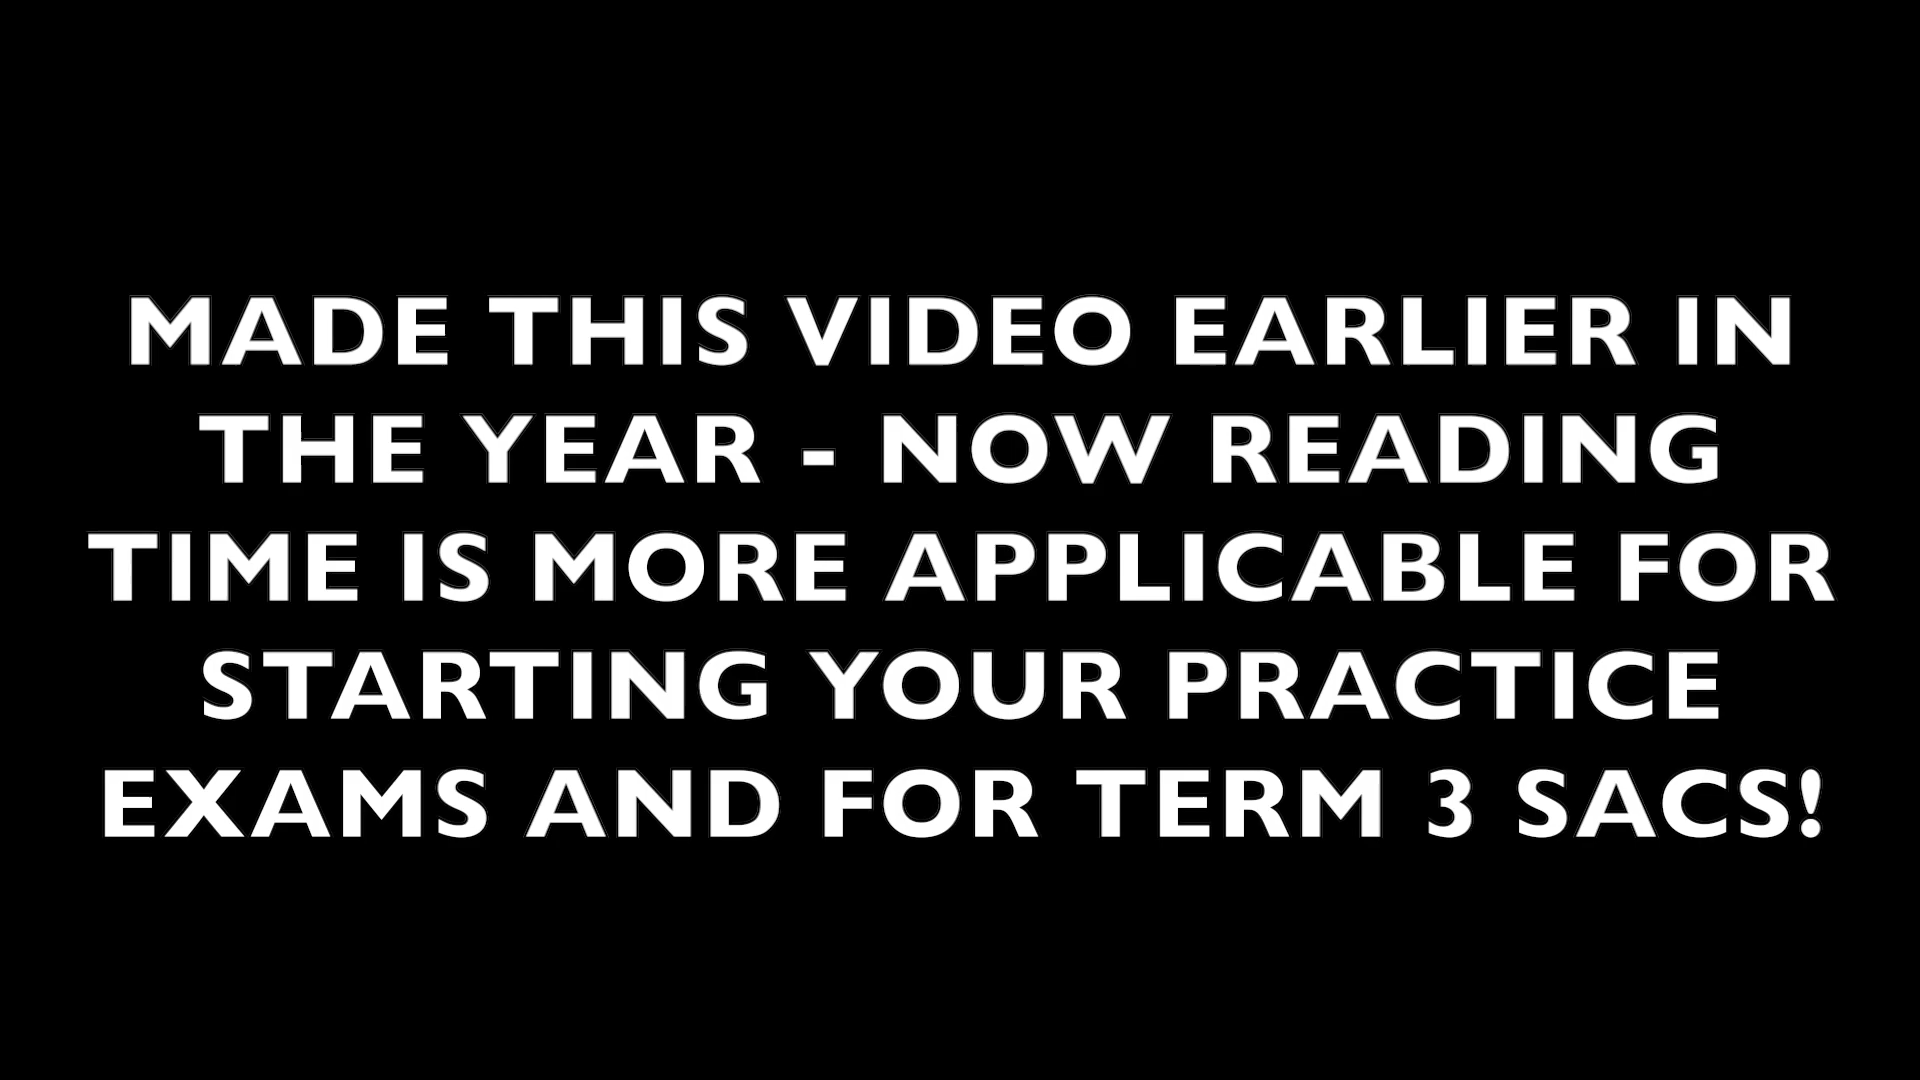 MADE THIS VIDEO EARLIER IN
THE YEAR - NOW READING
TIME IS MORE APPLICABLE FOR
STARTING YOUR PRACTICE
EXAMS AND FOR TERM 3 SACS!